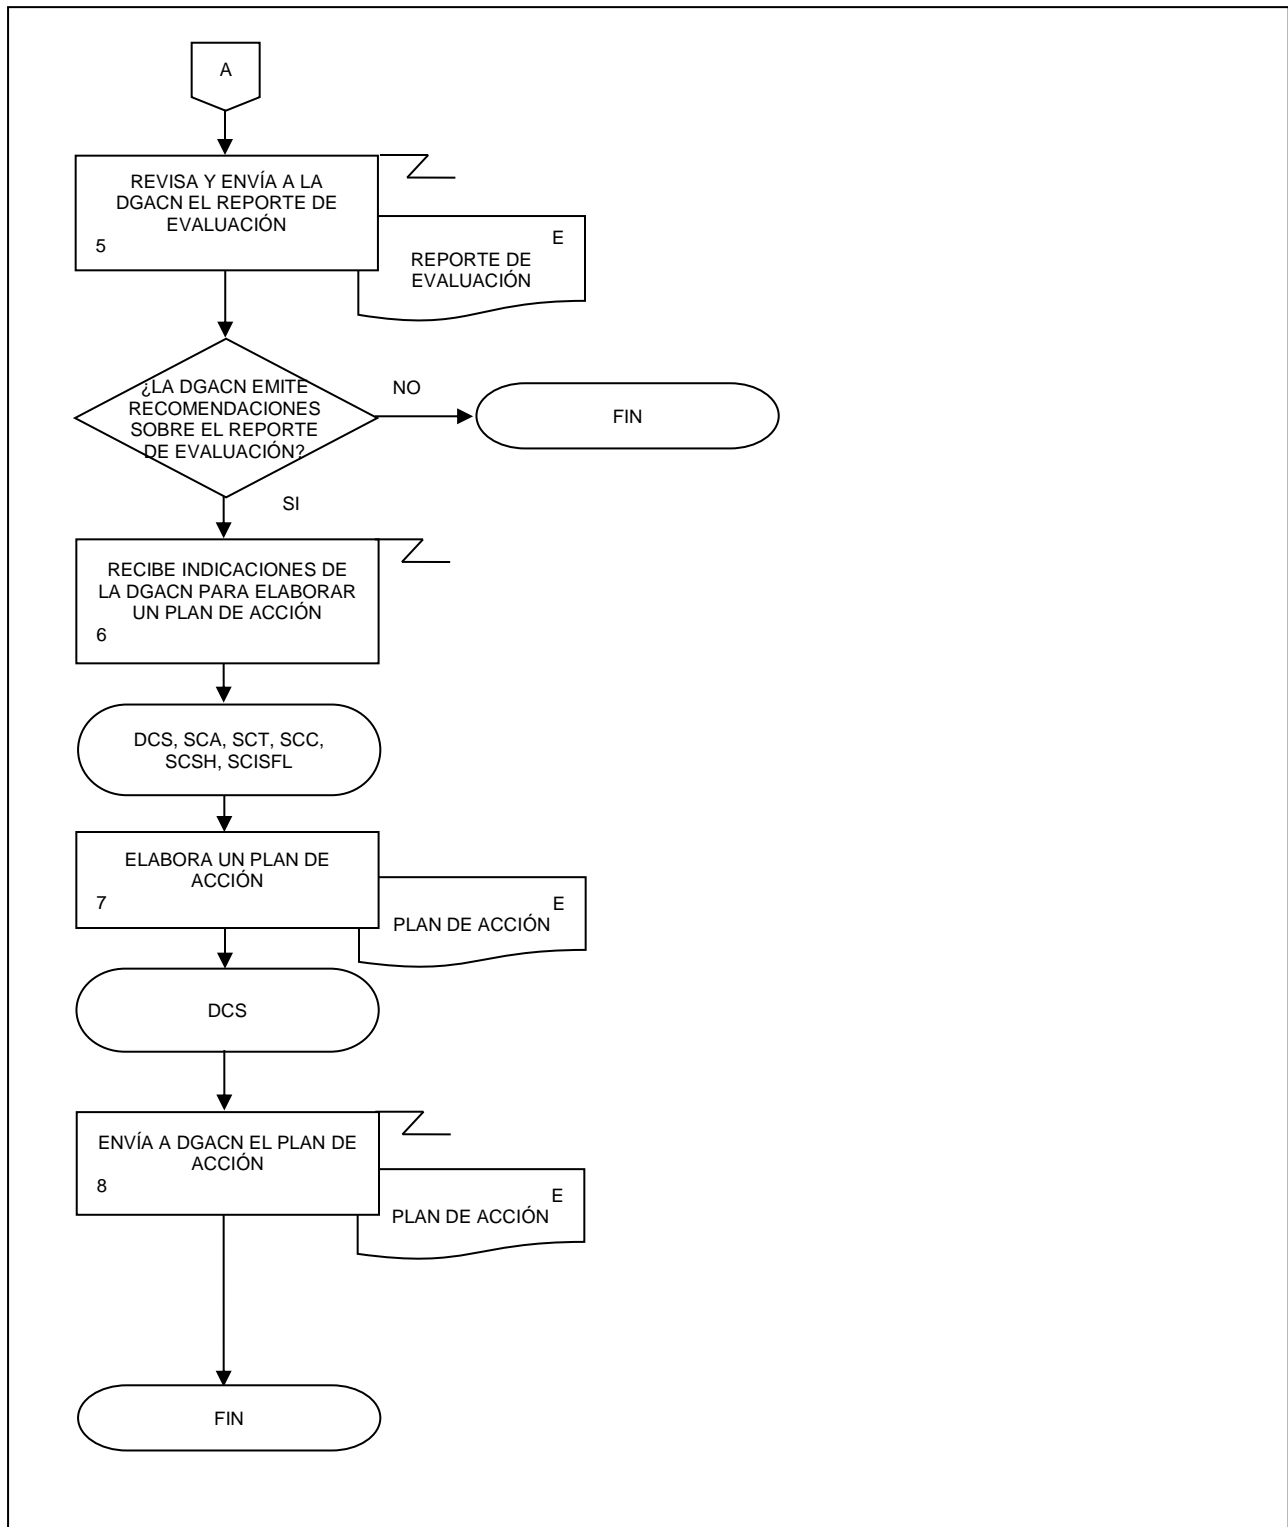 A
REVISA Y ENVÍA A LA
DGACN EL REPORTE DE
EVALUACIÓN
5
E
REPORTE DE
EVALUACIÓN
¿LA DGACN EMITE
RECOMENDACIONES
SOBRE EL REPORTE
DE EVALUACIÓN?
NO
FIN
SI
RECIBE INDICACIONES DE
LA DGACN PARA ELABORAR
UN PLAN DE ACCIÓN
6
DCS, SCA, SCT, SCC,
SCSH, SCISFL
ELABORA UN PLAN DE
ACCIÓN
7
E
PLAN DE ACCIÓN
DCS
ENVÍA A DGACN EL PLAN DE
ACCIÓN
8
E
PLAN DE ACCIÓN
FIN